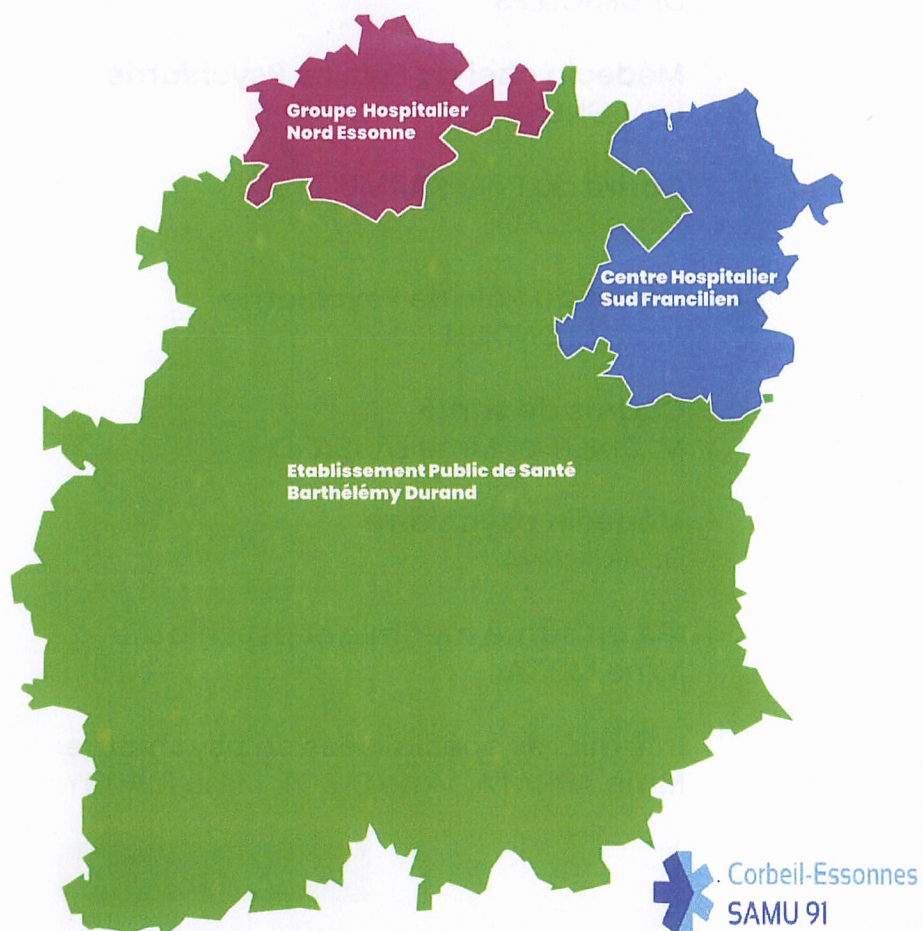 Groupe Hospitalier
Nord Essonne
Centre Hospitalier
Sud Francilien
Etablissement Public de Santé
Barthélémy Durand
Corbeil-Essonnes
SAMU 91